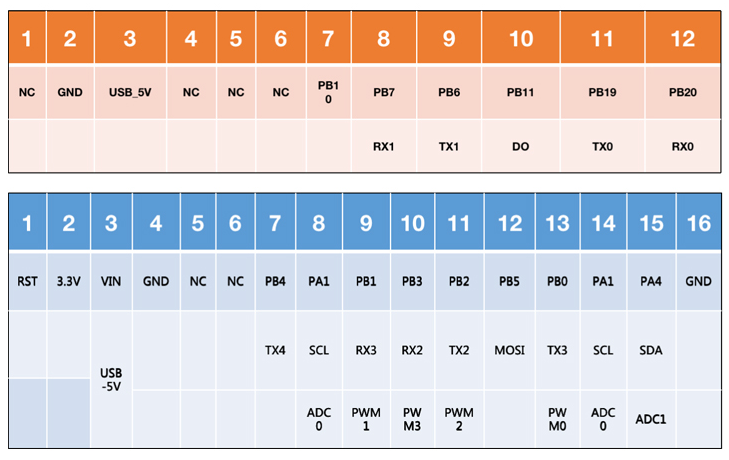 1 2 3 4 5 6 7 8 9 10 11 12
NC GND USB_5V NC NC NC PB1 PB7 PB6 PB11 PB19 PB20
0
RX1 TX1 DO TX0 RX0
1 2 3 4 5 6 7 8 9 10 11 12 13 14 15 16
RST 3.3V VIN GND NC NC PB4 PA1 PB1 PB3 PB2 PB5 PB0 PA1 PA4 GND
TX4 SCL RX3 RX2 TX2 MOSI TX3 SCL SDA
USB
-5V
ADC PWM PW PWM PW ADC ADC1
0 1 M3 2 M0 0